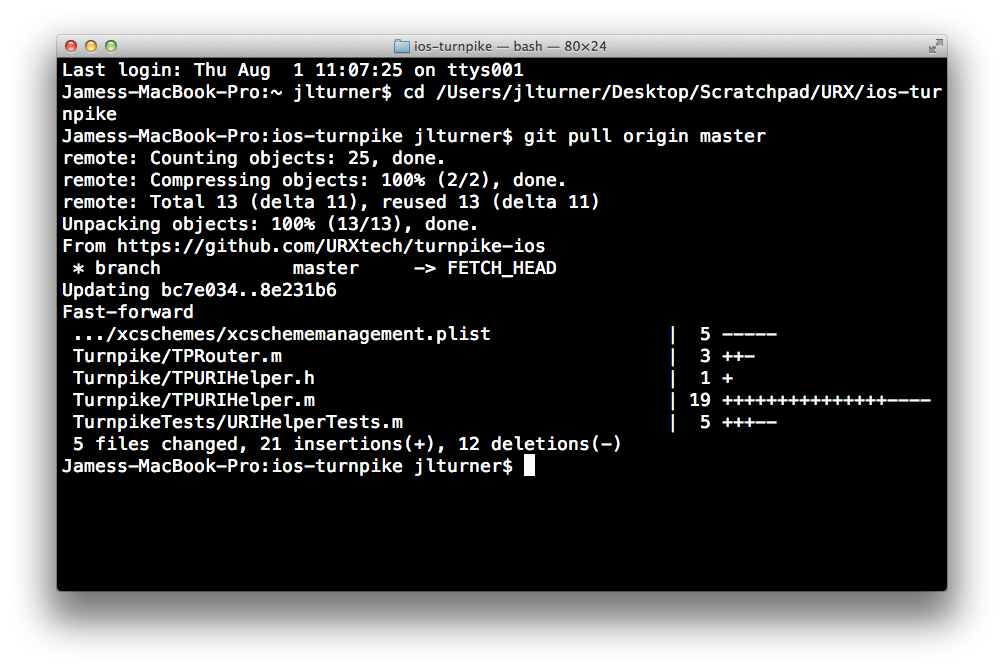 ios-turnpike — bash — 80×24
Last login: Thu Aug  1 11:07:25 on ttys001
Jamess-MacBook-Pro:~ jlturner$ cd /Users/jlturner/Desktop/Scratchpad/URX/ios-tur
npike
Jamess-MacBook-Pro:ios-turnpike jlturner$ git pull origin master
remote: Counting objects: 25, done.
remote: Compressing objects: 100% (2/2), done.
remote: Total 13 (delta 11), reused 13 (delta 11)
Unpacking objects: 100% (13/13), done.
From https://github.com/URXtech/turnpike-ios
 * branch            master     -> FETCH_HEAD
Updating bc7e034..8e231b6
Fast-forward
 .../xcschemes/xcschememanagement.plist                |  5 -----
 Turnpike/TPRouter.m                                   |  3 ++-
 Turnpike/TPURIHelper.h                                |  1 +
 Turnpike/TPURIHelper.m                                | 19 +++++++++++++++----
 TurnpikeTests/URIHelperTests.m                        |  5 +++--
 5 files changed, 21 insertions(+), 12 deletions(-)
Jamess-MacBook-Pro:ios-turnpike jlturner$